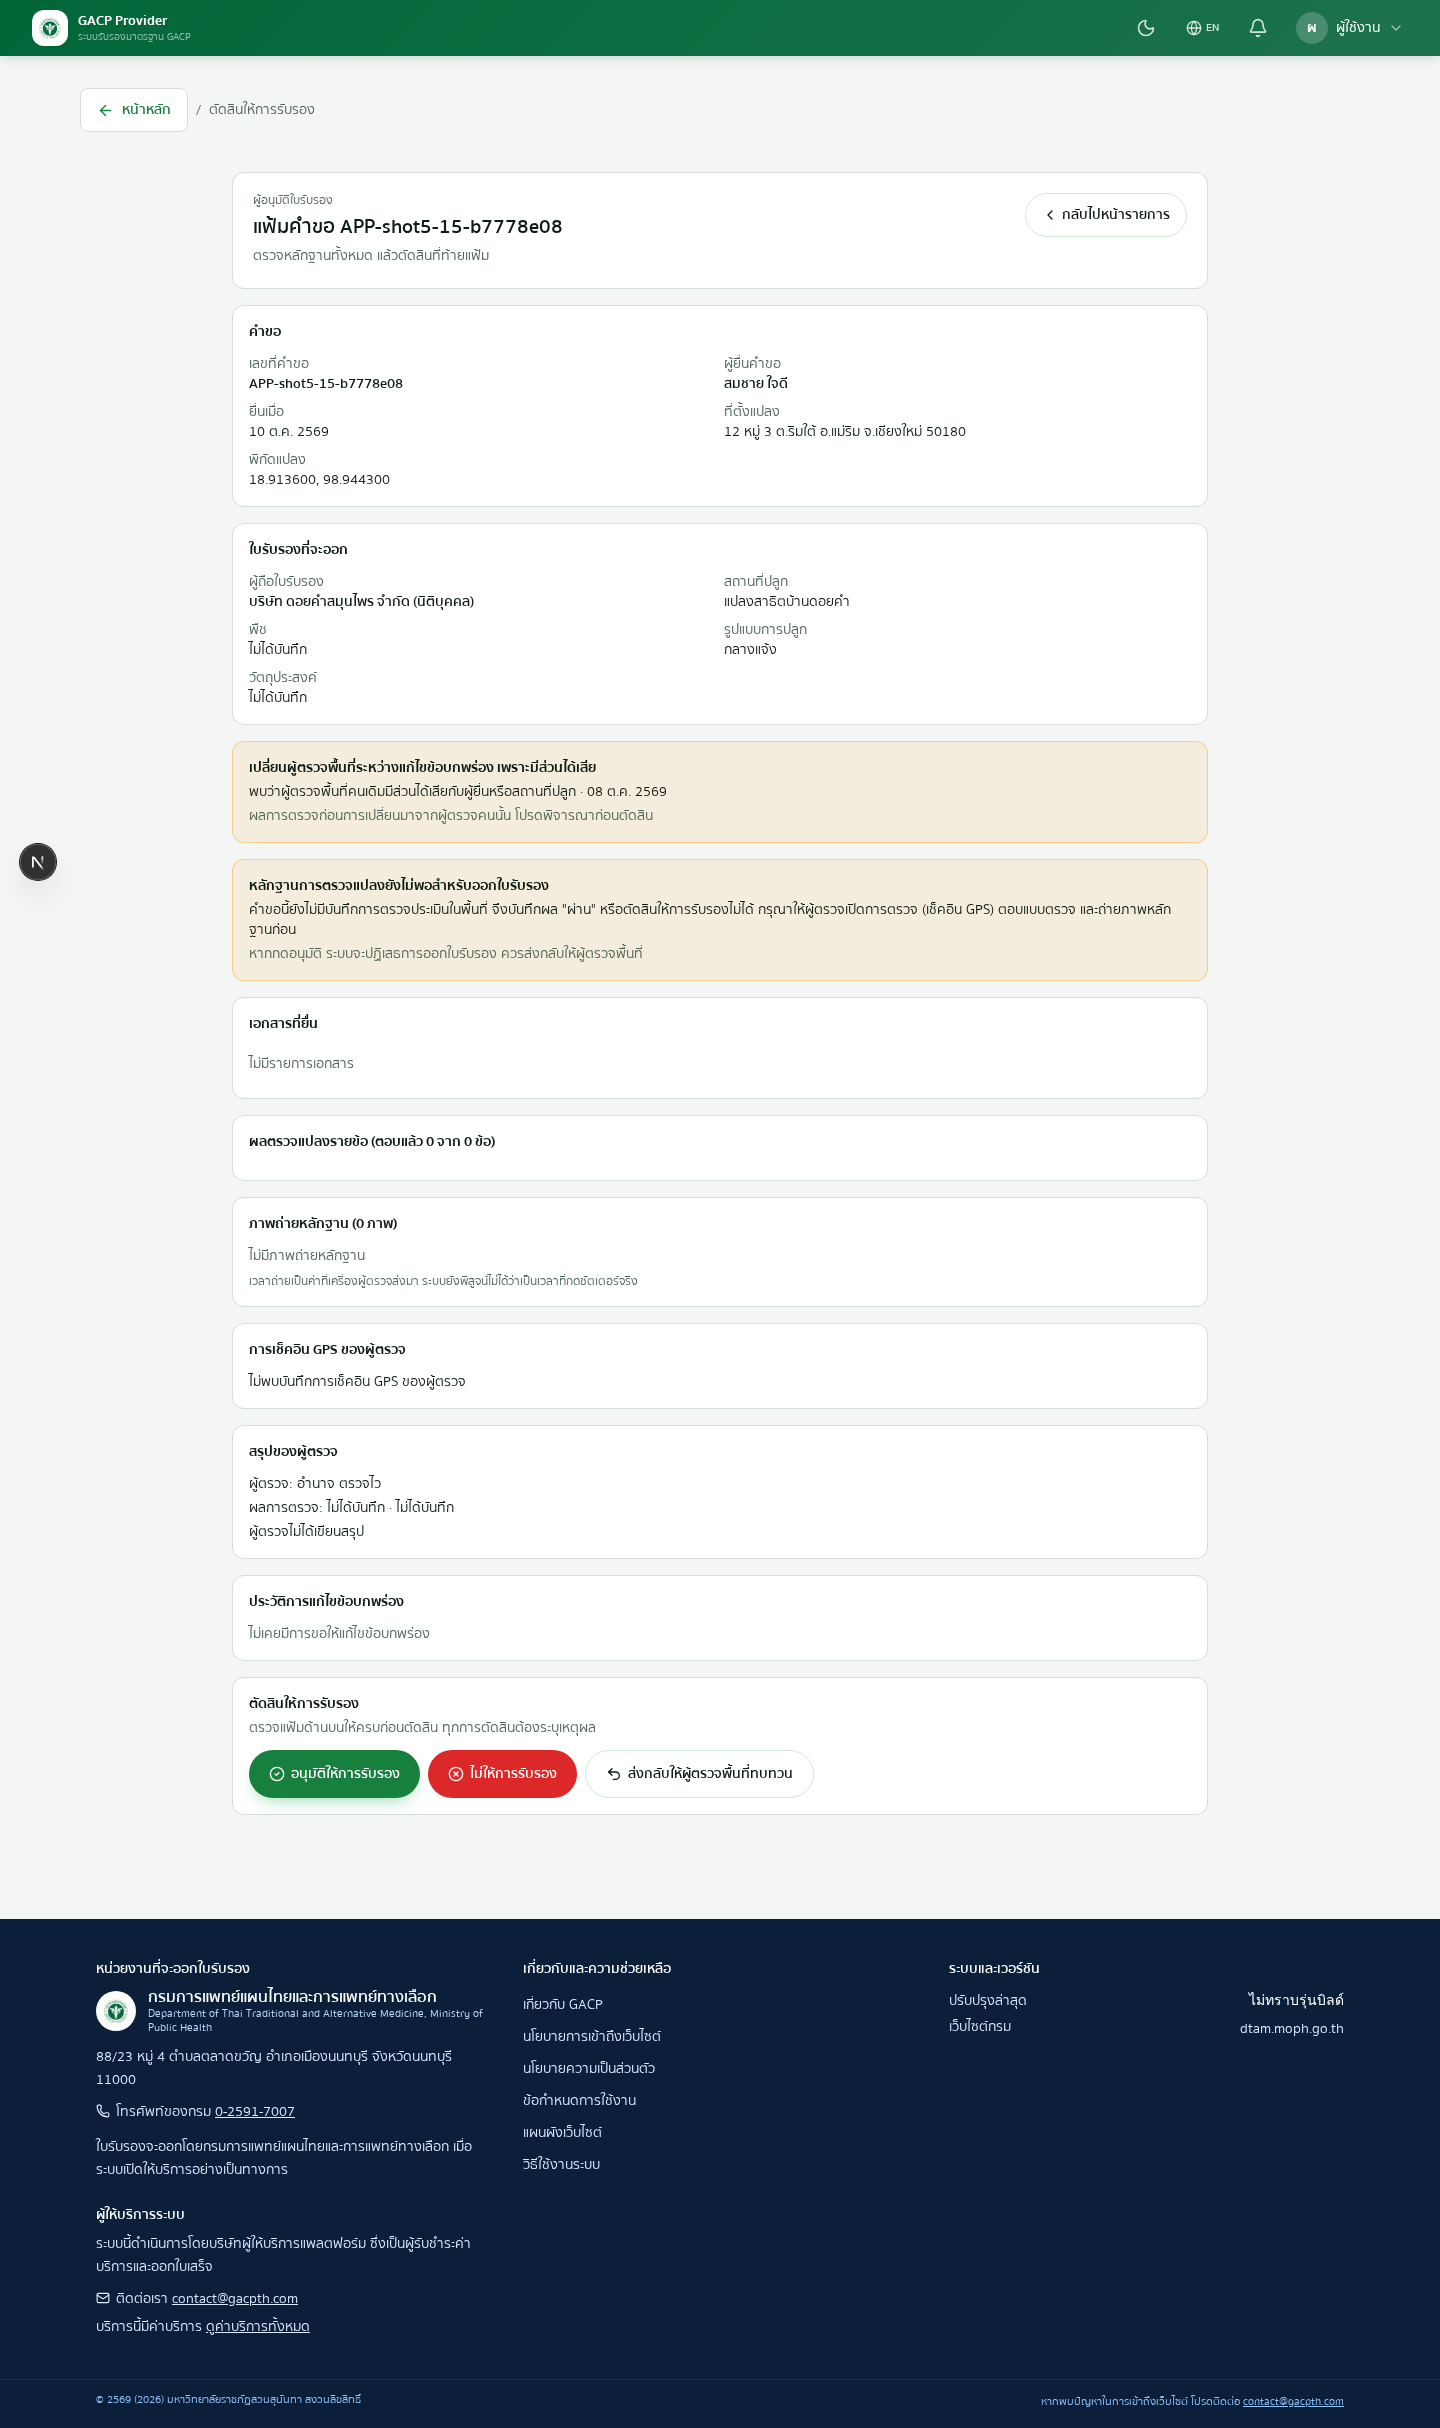 GACP Provider
ระบบรับรองมาตรฐาน GACP
EN
ผ
ผู้ใช้งาน
หน้าหลัก
/ ตัดสินให้การรับรอง
ผู้อนุมัติใบรับรอง
แฟ้มคำขอ APP-shot5-15-b7778e08
ตรวจหลักฐานทั้งหมด แล้วตัดสินที่ท้ายแฟ้ม
กลับไปหน้ารายการ
คำขอ
เลขที่คำขอ
APP-shot5-15-b7778e08
ผู้ยื่นคำขอ
สมชาย ใจดี
ยื่นเมื่อ
10 ต.ค. 2569
ที่ตั้งแปลง
12 หมู่ 3 ต.ริมใต้ อ.แม่ริม จ.เชียงใหม่ 50180
พิกัดแปลง
18.913600, 98.944300
ใบรับรองที่จะออก
ผู้ถือใบรับรอง
บริษัท ดอยคำสมุนไพร จำกัด (นิติบุคคล)
สถานที่ปลูก
แปลงสาธิตบ้านดอยคำ
พืช
ไม่ได้บันทึก
รูปแบบการปลูก
กลางแจ้ง
วัตถุประสงค์
ไม่ได้บันทึก
เปลี่ยนผู้ตรวจพื้นที่ระหว่างแก้ไขข้อบกพร่อง เพราะมีส่วนได้เสีย
พบว่าผู้ตรวจพื้นที่คนเดิมมีส่วนได้เสียกับผู้ยื่นหรือสถานที่ปลูก · 08 ต.ค. 2569
ผลการตรวจก่อนการเปลี่ยนมาจากผู้ตรวจคนนั้น โปรดพิจารณาก่อนตัดสิน
หลักฐานการตรวจแปลงยังไม่พอสำหรับออกใบรับรอง
คำขอนี้ยังไม่มีบันทึกการตรวจประเมินในพื้นที่ จึงบันทึกผล "ผ่าน" หรือตัดสินให้การรับรองไม่ได้ กรุณาให้ผู้ตรวจเปิดการตรวจ (เช็คอิน GPS) ตอบแบบตรวจ และถ่ายภาพหลัก
ฐานก่อน
หากกดอนุมัติ ระบบจะปฏิเสธการออกใบรับรอง ควรส่งกลับให้ผู้ตรวจพื้นที่
เอกสารที่ยื่น
ไม่มีรายการเอกสาร
ผลตรวจแปลงรายข้อ (ตอบแล้ว 0 จาก 0 ข้อ)
ภาพถ่ายหลักฐาน (0 ภาพ)
ไม่มีภาพถ่ายหลักฐาน
เวลาถ่ายเป็นค่าที่เครื่องผู้ตรวจส่งมา ระบบยังพิสูจน์ไม่ได้ว่าเป็นเวลาที่กดชัตเตอร์จริง
การเช็คอิน GPS ของผู้ตรวจ
ไม่พบบันทึกการเช็คอิน GPS ของผู้ตรวจ
สรุปของผู้ตรวจ
ผู้ตรวจ: อำนาจ ตรวจไว
ผลการตรวจ: ไม่ได้บันทึก · ไม่ได้บันทึก
ผู้ตรวจไม่ได้เขียนสรุป
ประวัติการแก้ไขข้อบกพร่อง
ไม่เคยมีการขอให้แก้ไขข้อบกพร่อง
ตัดสินให้การรับรอง
ตรวจแฟ้มด้านบนให้ครบก่อนตัดสิน ทุกการตัดสินต้องระบุเหตุผล
อนุมัติให้การรับรอง
ไม่ให้การรับรอง
ส่งกลับให้ผู้ตรวจพื้นที่ทบทวน
หน่วยงานที่จะออกใบรับรอง
กรมการแพทย์แผนไทยและการแพทย์ทางเลือก
Department of Thai Traditional and Alternative Medicine, Ministry of
Public Health
88/23 หมู่ 4 ตำบลตลาดขวัญ อำเภอเมืองนนทบุรี จังหวัดนนทบุรี
11000
โทรศัพท์ของกรม 0-2591-7007
ใบรับรองจะออกโดยกรมการแพทย์แผนไทยและการแพทย์ทางเลือก เมื่อ
ระบบเปิดให้บริการอย่างเป็นทางการ
ผู้ให้บริการระบบ
ระบบนี้ดำเนินการโดยบริษัทผู้ให้บริการแพลตฟอร์ม ซึ่งเป็นผู้รับชำระค่า
บริการและออกใบเสร็จ
ติดต่อเรา contact@gacpth.com
บริการนี้มีค่าบริการ ดูค่าบริการทั้งหมด
เกี่ยวกับและความช่วยเหลือ
เกี่ยวกับ GACP
นโยบายการเข้าถึงเว็บไซต์
นโยบายความเป็นส่วนตัว
ข้อกำหนดการใช้งาน
แผนผังเว็บไซต์
วิธีใช้งานระบบ
ระบบและเวอร์ชัน
ปรับปรุงล่าสุด
ไม่ทราบรุ่นบิลด์
เว็บไซต์กรม
dtam.moph.go.th
© 2569 (2026) มหาวิทยาลัยราชภัฏสวนสุนันทา สงวนลิขสิทธิ์
หากพบปัญหาในการเข้าถึงเว็บไซต์ โปรดติดต่อ contact@gacpth.com